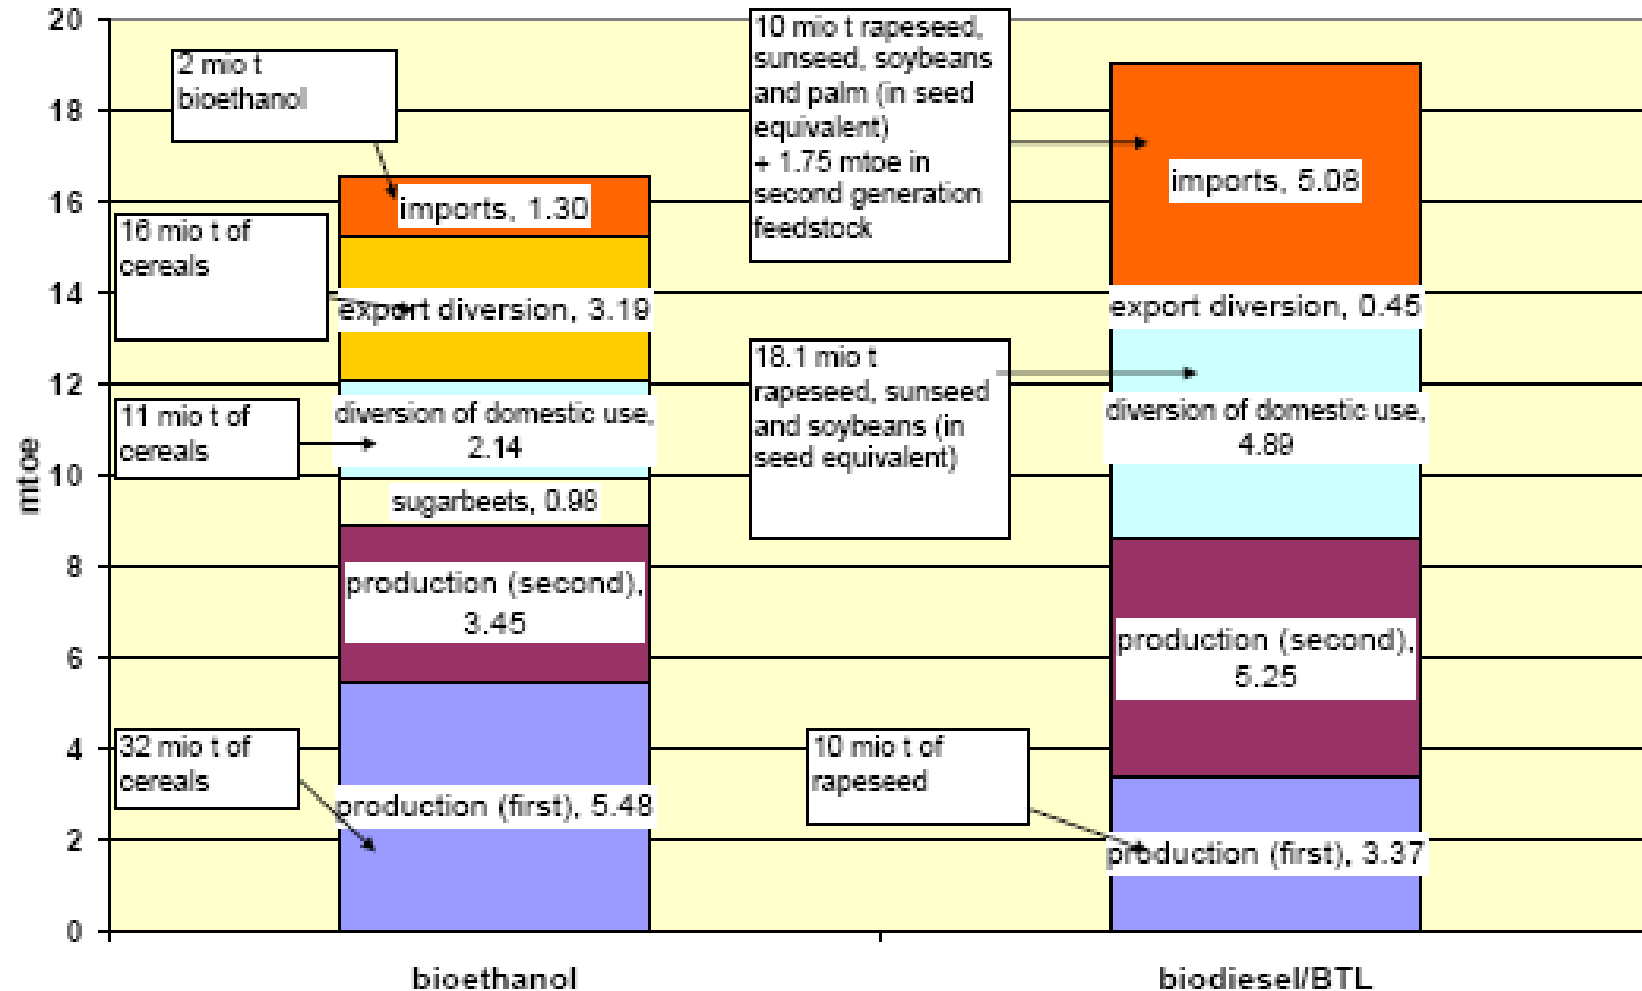 20
18
16
14
12
10
8
6
4
2
0
mtoe
2 mio t
bioethanol
16 mio t of
cereals
11 mio t of
cereals
32 mio t of
cereals
imports, 1.30
export diversion, 3.19
diversion of domestic use,
2.14
sugarbeets, 0.98
production (second),
3.45
production (first), 5.48
10 mio t rapeseed,
sunseed, soybeans
and palm (in seed
equivalent)
+ 1.75 mtoe in
second generation
feedstock
18.1 mio t
rapeseed, sunseed
and soybeans (in
seed equivalent)
10 mio t of
rapeseed
imports, 5.08
export diversion, 0.45
diversion of domestic use,
4.89
production (second),
5.25
production (first), 3.37
bioethanol
biodiesel/BTL